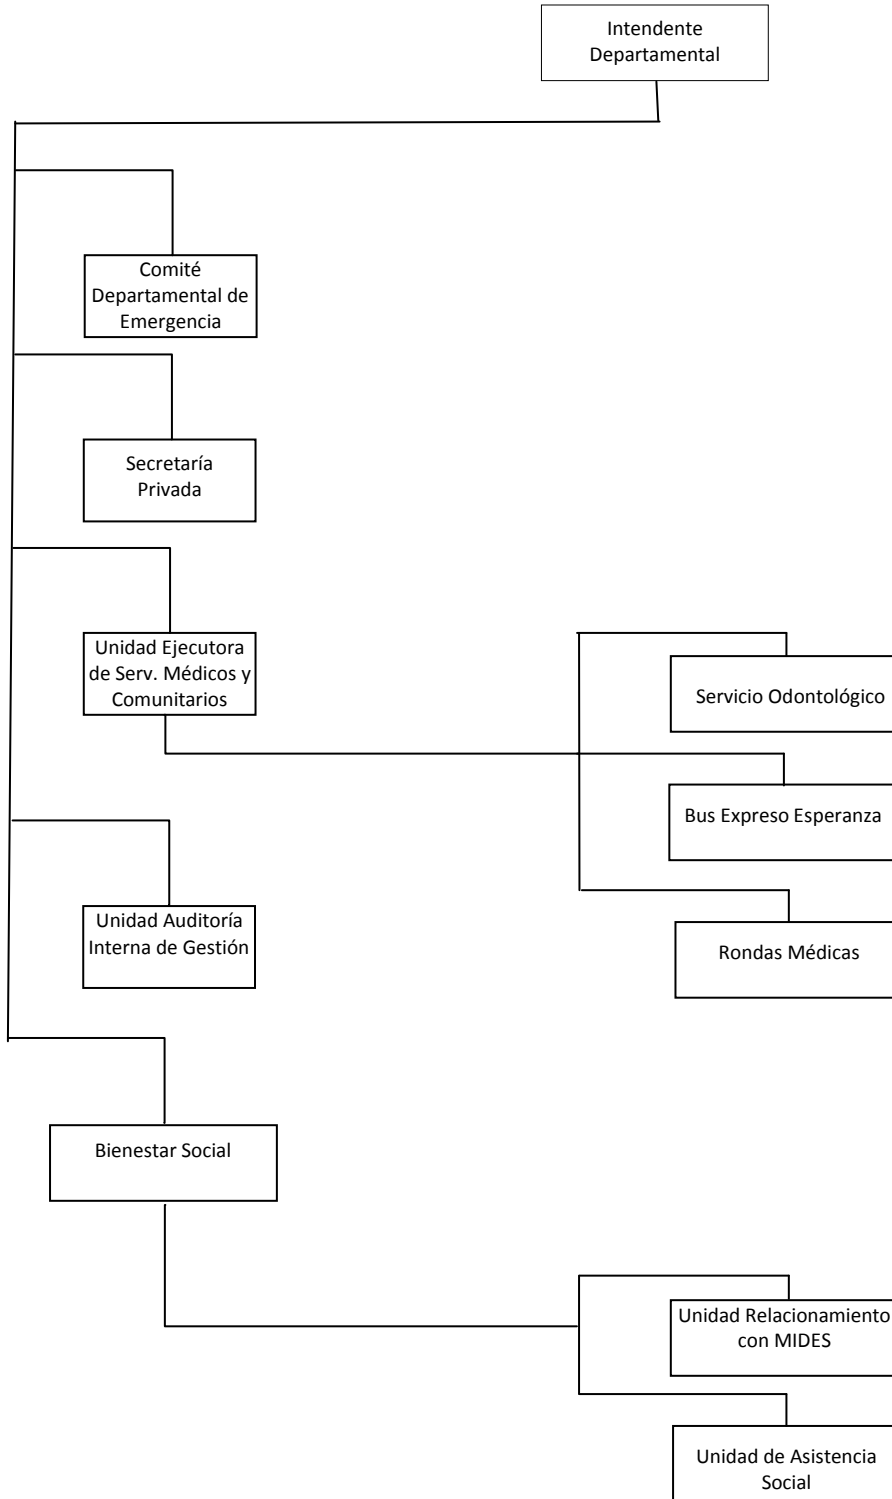 Intendente
Departamental
Comité
Departamental de
Emergencia
Secretaría
Privada
Unidad Ejecutora
de Serv. Médicos y
Comunitarios
Servicio Odontológico
Bus Expreso Esperanza
Unidad Auditoría
Interna de Gestión
Rondas Médicas
Bienestar Social
Unidad Relacionamiento
con MIDES
Unidad de Asistencia
Social